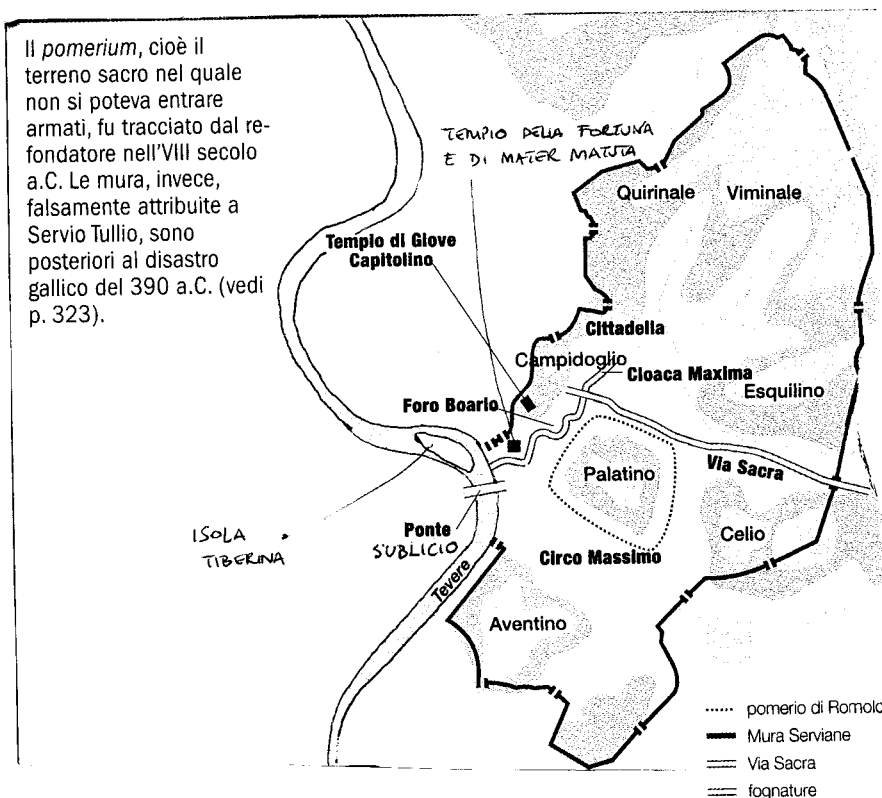 Il pomerium, cioè il
terreno sacro nel quale
non si poteva entrare
armati, fu tracciato dal re-
fondatore nell'VIII secolo
a.C. Le mura, invece,
falsamente attribuite a
Servio Tullio, sono
posteriori al disastro
gallico del 390 a.C. (vedi
p. 323).
TEMPIO DELLA FORTUNA
E DI MATER MATUTA
Quirinale
Viminale
Tempio di Giove
Capitolino
Cittadella
Campidoglio
Cloaca Maxima
Esquilino
Foro Boario
Palatino
Via Sacra
ISOLA
TIBERINA
Ponte
SUBLICIO
Celio
Circo Massimo
Tevere
Aventino
pomerio di Romolo
Mura Serviane
Via Sacra
fognature